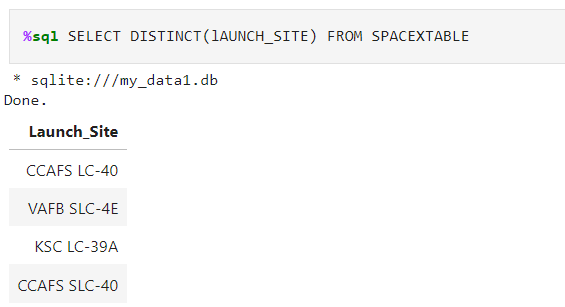 %sql SELECT DISTINCT(lAUNCH_SITE) FROM SPACEXTABLE
* sqlite:///my_data1.db
Done.
Launch_Site
CCAFS LC-40
VAFB SLC-4E
KSC LC-39A
CCAFS SLC-40